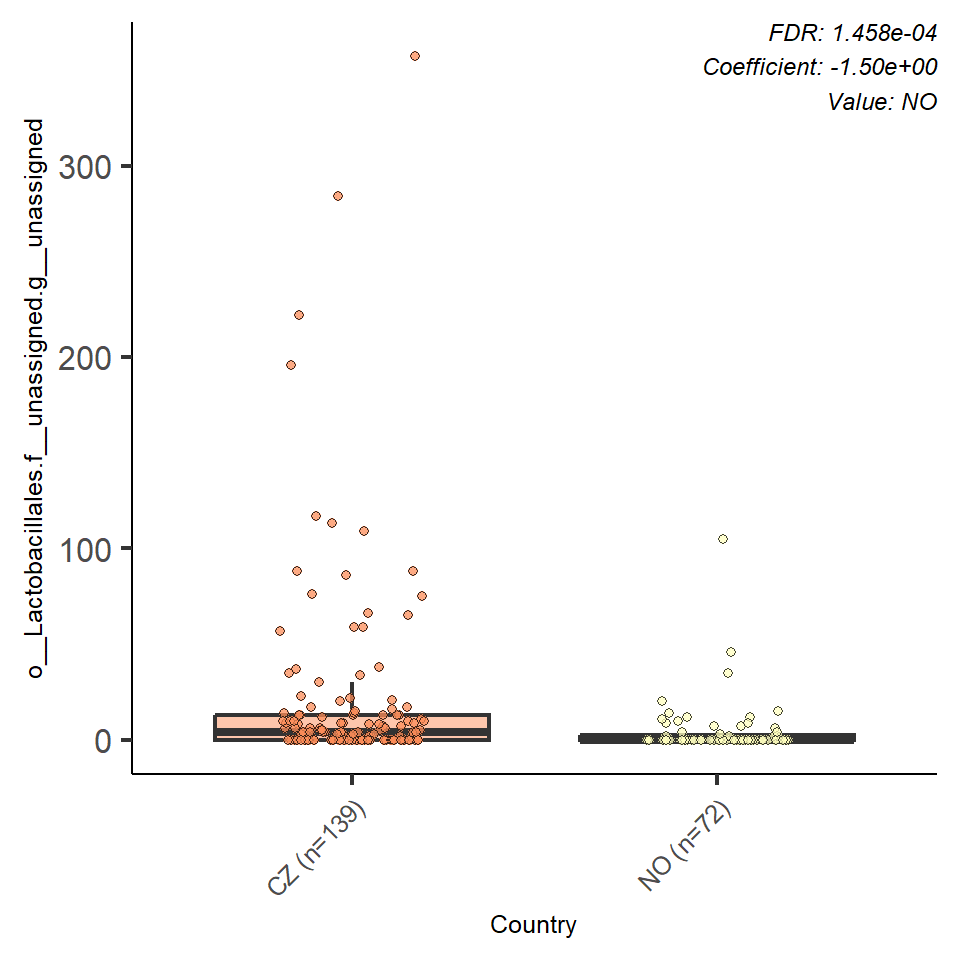 FDR: 1.458e-04
Coefficient: -1.50e+00
Value: NO
o__Lactobacillales.f__unassigned.g__unassigned
300
200
100
0
CZ (n=139)
NO (n=72)
Country